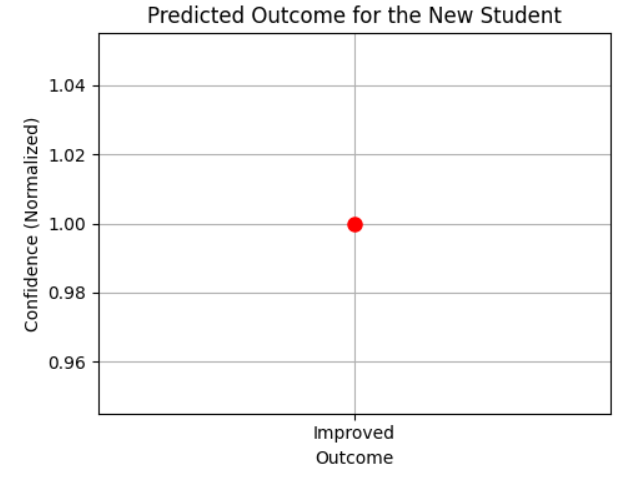 Predicted Outcome for the New Student
Confidence (Normalized)
1.04
1.02
1.00
0.98
0.96
Improved
Outcome